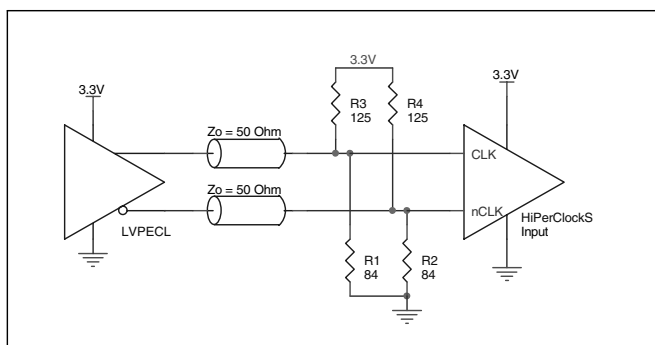 3.3V
3.3V
3.3V
R3
125
R4
125
Zo = 50 Ohm
CLK
Zo = 50 Ohm
nCLK
LVPECL
HiPerClockS
Input
R1
84
R2
84